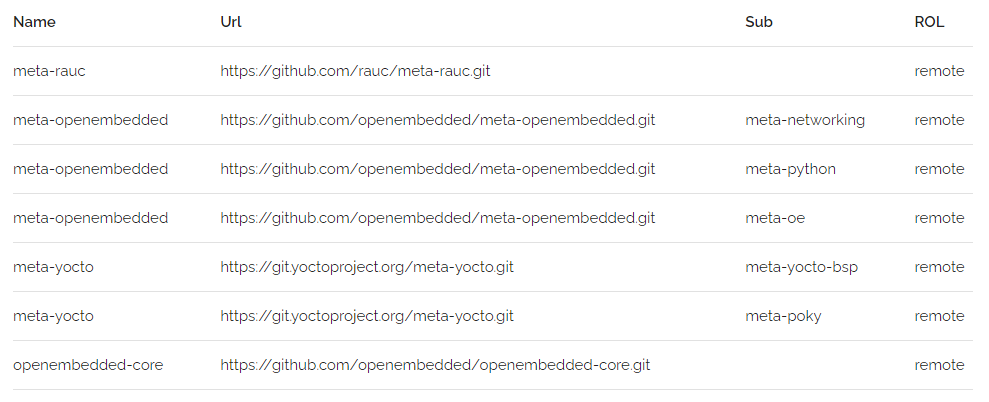 Name Url Sub ROL
meta-rauc https://github.com/rauc/meta-rauc.git remote
meta-openembedded https://github.com/openembedded/meta-openembedded.git meta-networking remote
meta-openembedded https://github.com/openembedded/meta-openembedded.git meta-python remote
meta-openembedded https://github.com/openembedded/meta-openembedded.git meta-oe remote
meta-yocto https://git.yoctoproject.org/meta-yocto.git meta-yocto-bsp remote
meta-yocto https://git.yoctoproject.org/meta-yocto.git meta-poky remote
openembedded-core https://github.com/openembedded/openembedded-core.git remote